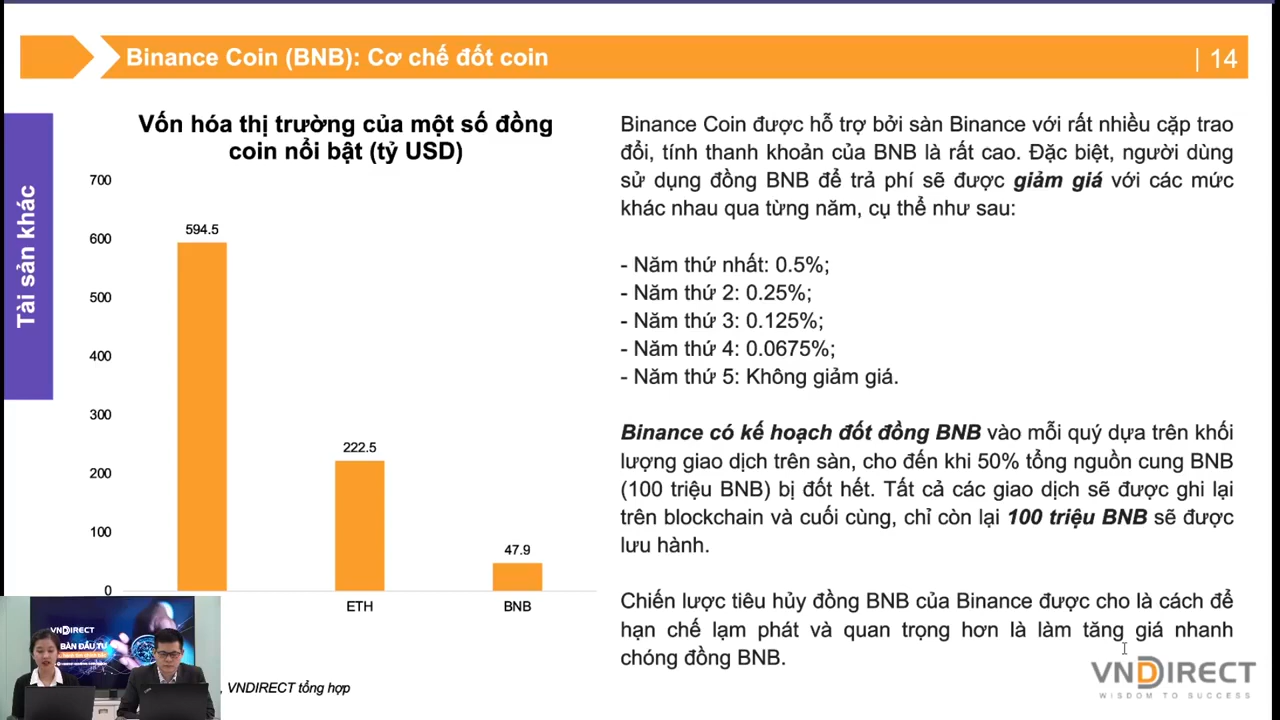 Binance Coin (BNB): Cơ chế đốt coin
| 14
Tài sản khác
Vốn hóa thị trường của một số đồng
coin nổi bật (tỷ USD)
700
600
500
400
300
200
100
0
594.5
222.5
47.9
ETH
BNB
, VNDIRECT tổng hợp
Binance Coin được hỗ trợ bởi sàn Binance với rất nhiều cặp trao
đổi, tính thanh khoản của BNB là rất cao. Đặc biệt, người dùng
sử dụng đồng BNB để trả phí sẽ được giảm giá với các mức
khác nhau qua từng năm, cụ thể như sau:
- Năm thứ nhất: 0.5%;
- Năm thứ 2: 0.25%;
- Năm thứ 3: 0.125%;
- Năm thứ 4: 0.0675%;
- Năm thứ 5: Không giảm giá.
Binance có kế hoạch đốt đồng BNB vào mỗi quý dựa trên khối
lượng giao dịch trên sàn, cho đến khi 50% tổng nguồn cung BNB
(100 triệu BNB) bị đốt hết. Tất cả các giao dịch sẽ được ghi lại
trên blockchain và cuối cùng, chỉ còn lại 100 triệu BNB sẽ được
lưu hành.
Chiến lược tiêu hủy đồng BNB của Binance được cho là cách để
hạn chế lạm phát và quan trọng hơn là làm tăng giá nhanh
chóng đồng BNB.
VNDIRECT
WISDOM TO SUCCESS
VNDIRECT
BẢN ĐẦU TƯ